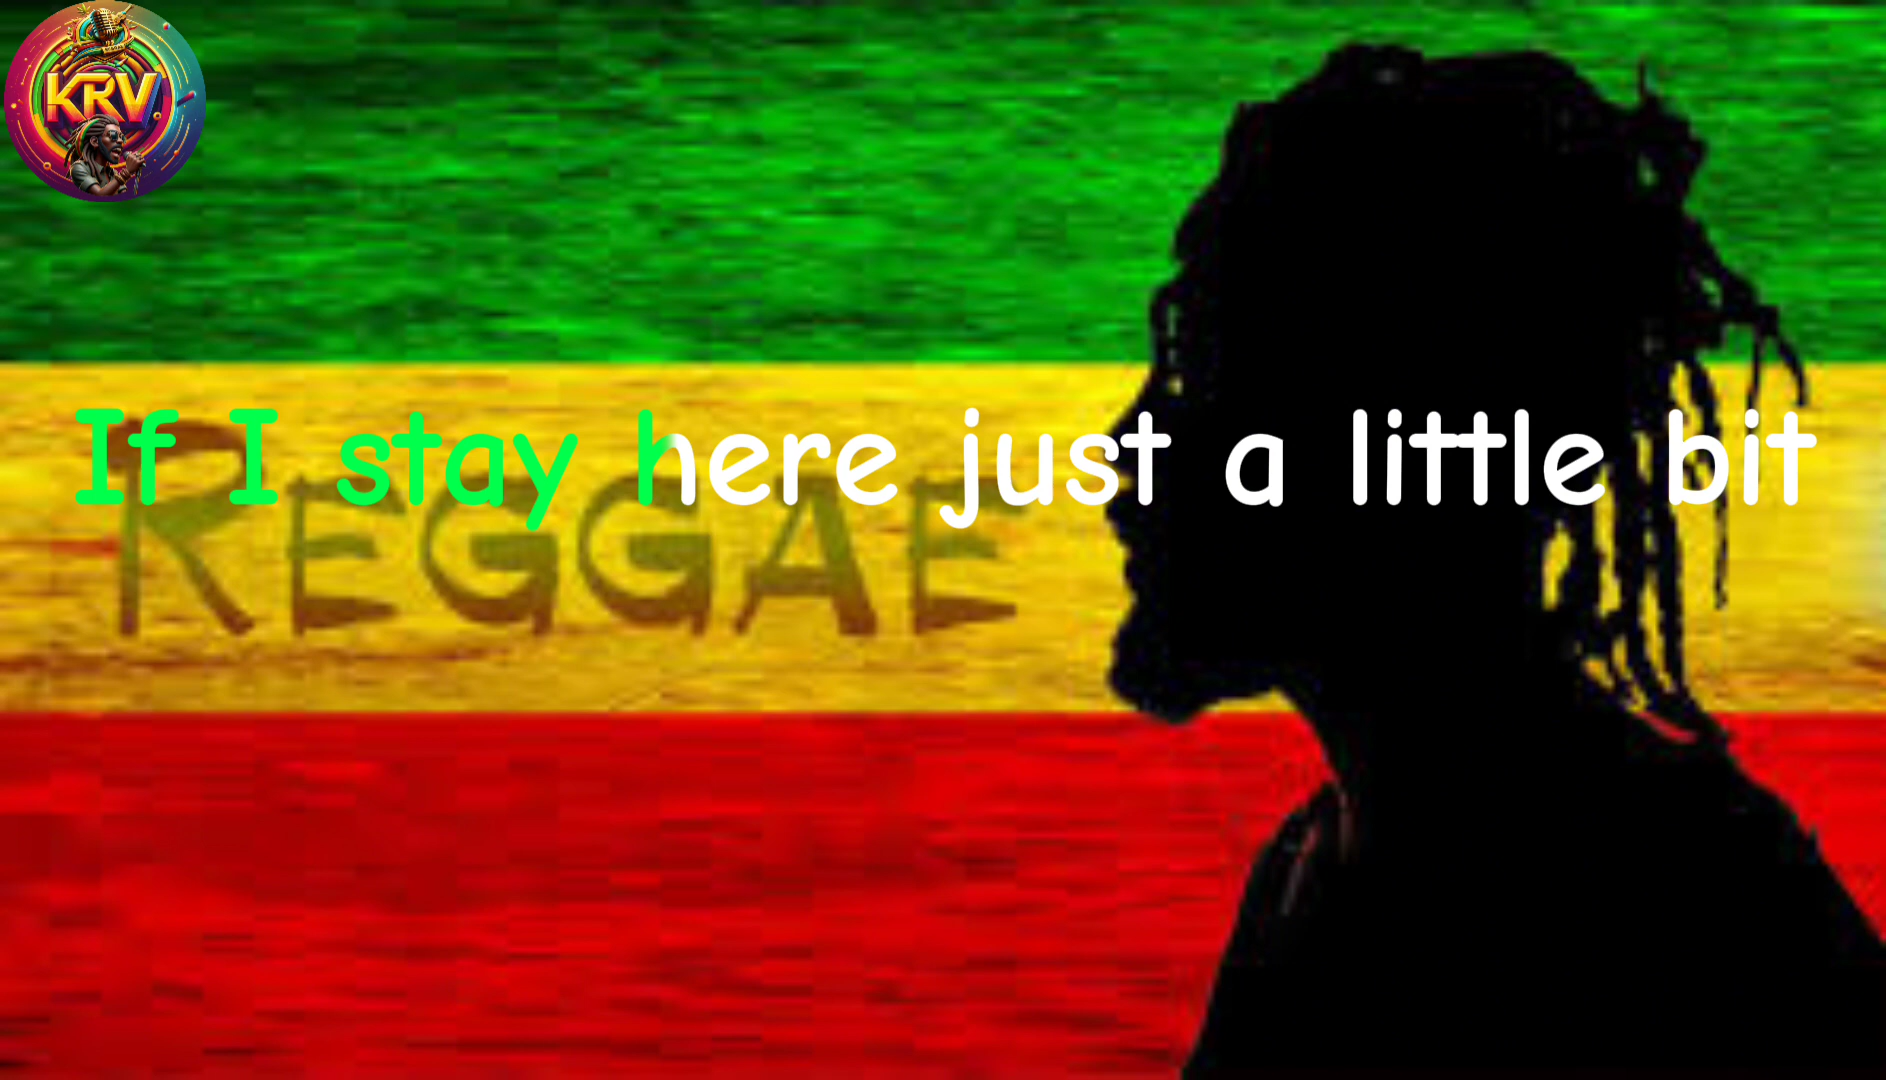 KRV
If I stay here just a little bit
REGGAE